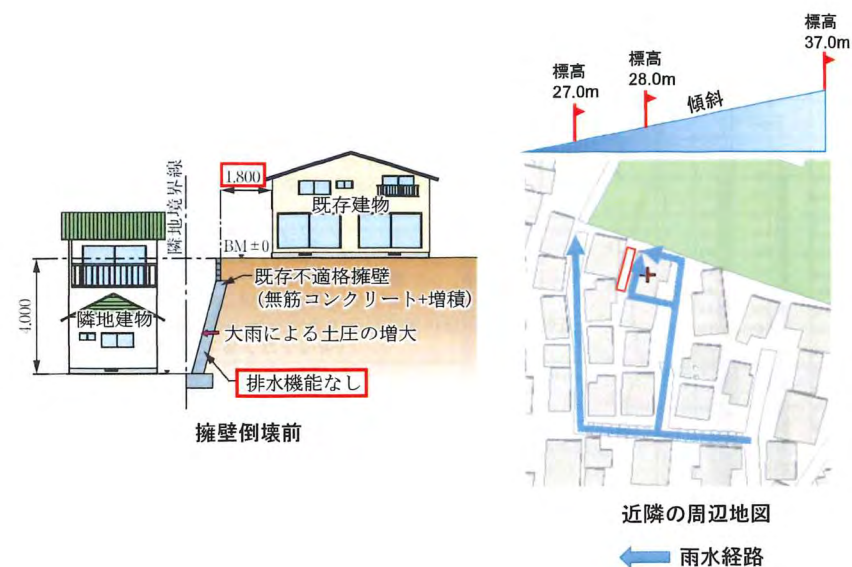 標高
27.0m
標高
28.0m
標高
37.0m
傾斜
隣地境界線
1,800
既存建物
BM±0
既存不適格擁壁
(無筋コンクリート+増積)
4,000
隣地建物
大雨による土圧の増大
排水機能なし
擁壁倒壊前
近隣の周辺地図
雨水経路